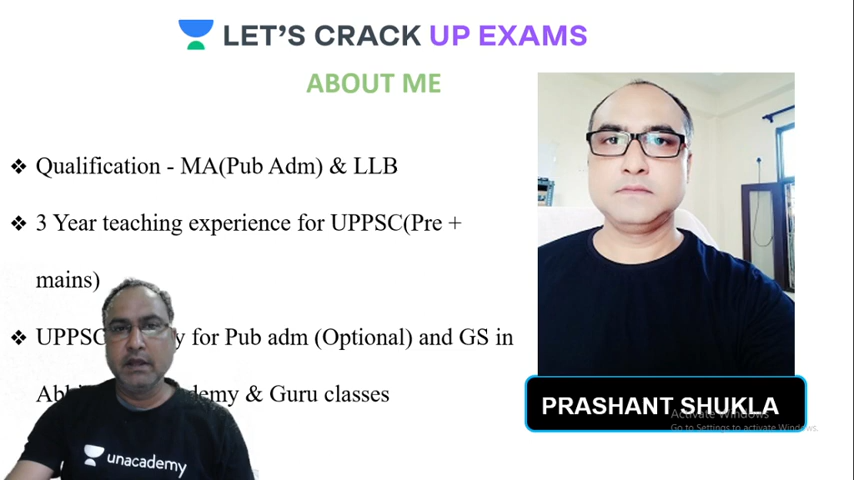 LET'S CRACK UP EXAMS
ABOUT ME
❖ Qualification - MA(Pub Adm) & LLB
❖ 3 Year teaching experience for UPPSC(Pre +
mains)
❖ UPPSC for Pub adm (Optional) and GS in
& Guru classes
unacademy
PRASHANT SHUKLA
Activate Windows
Go to Settings to activate Windows.